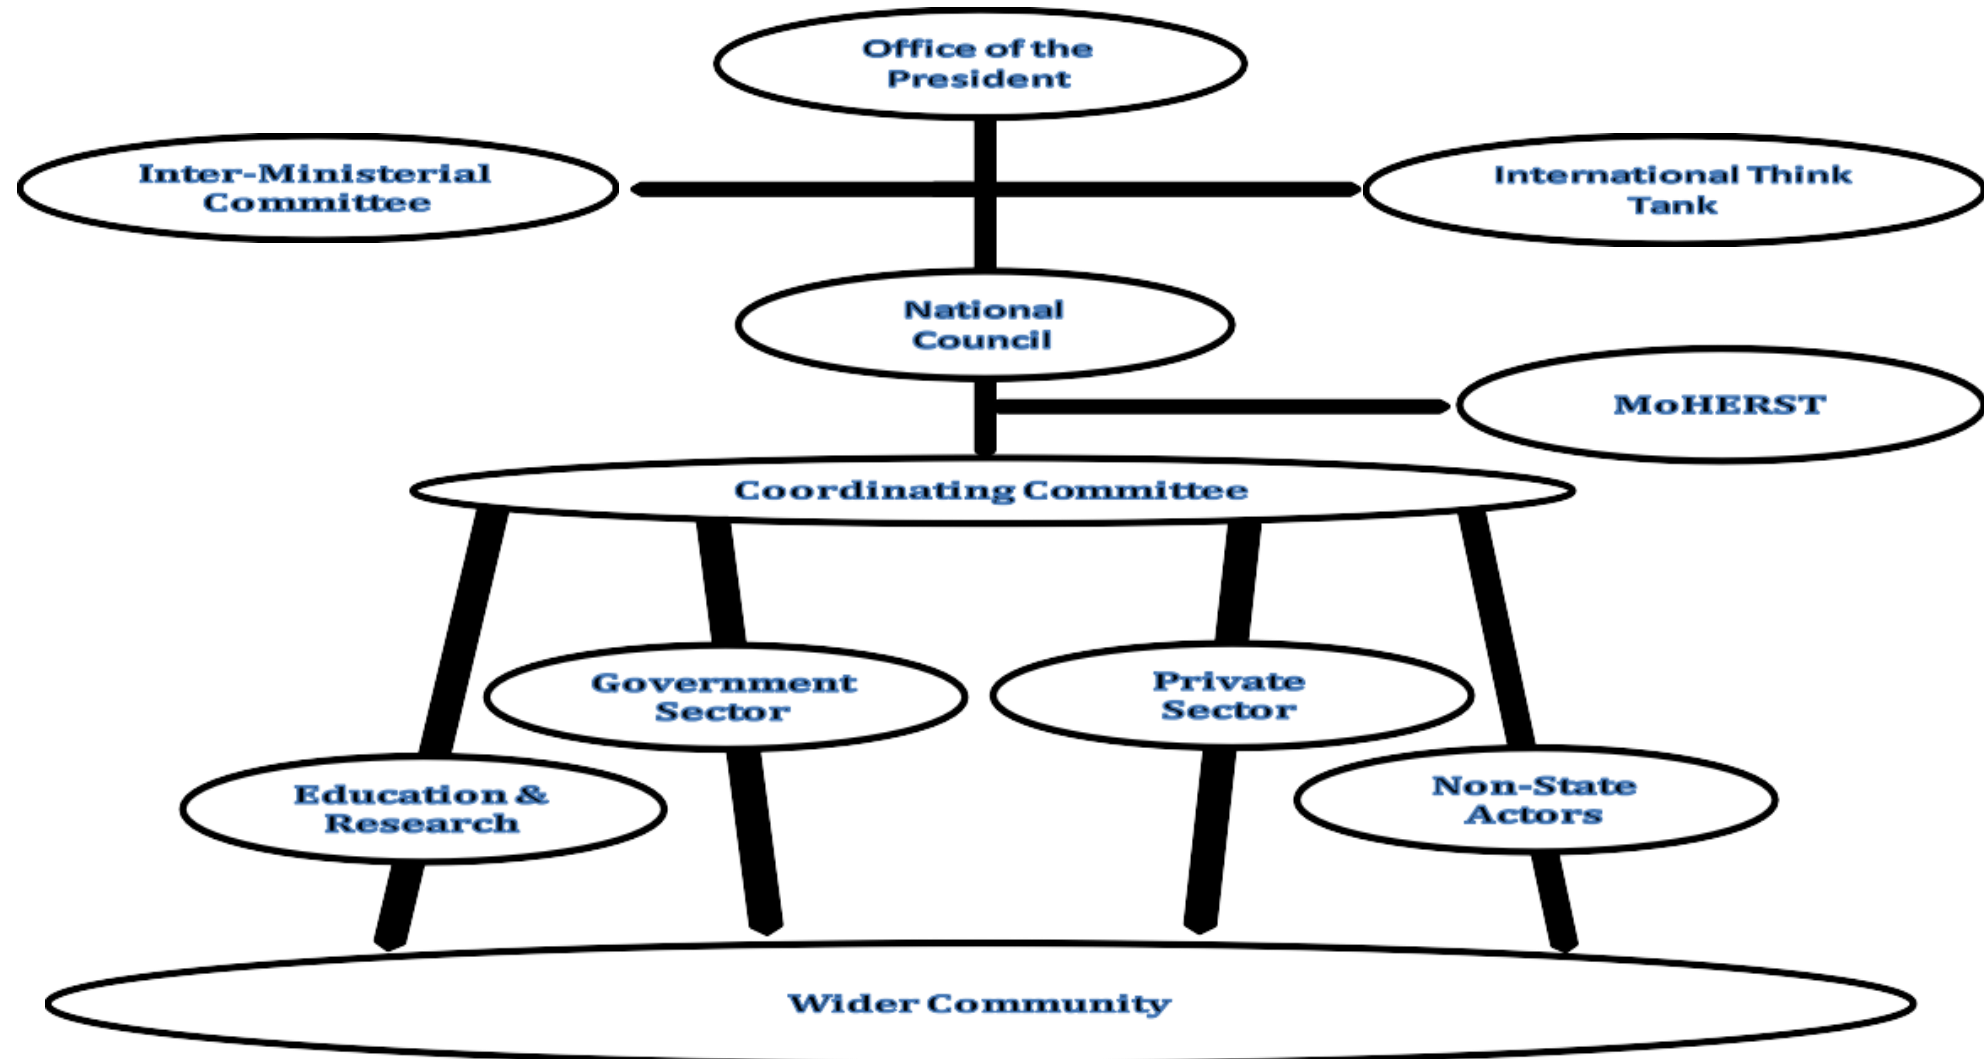 Office of the
President
Inter-Ministerial
Committee
International Think
Tank
National
Council
MoHERST
Coordinating Committee
Government
Sector
Private
Sector
Education &
Research
Non-State
Actors
Wider Community